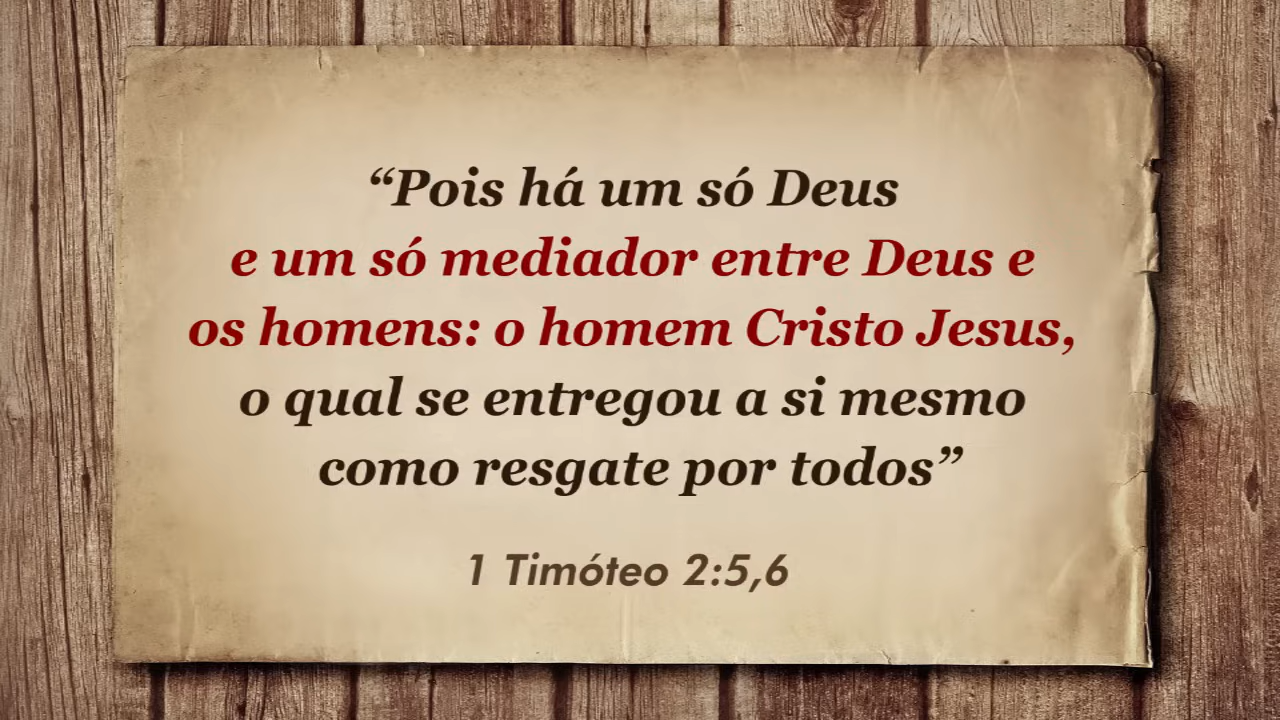 “Pois há um só Deus
e um só mediador entre Deus e
os homens: o homem Cristo Jesus,
o qual se entregou a si mesmo
como resgate por todos”
1 Timóteo 2:5,6